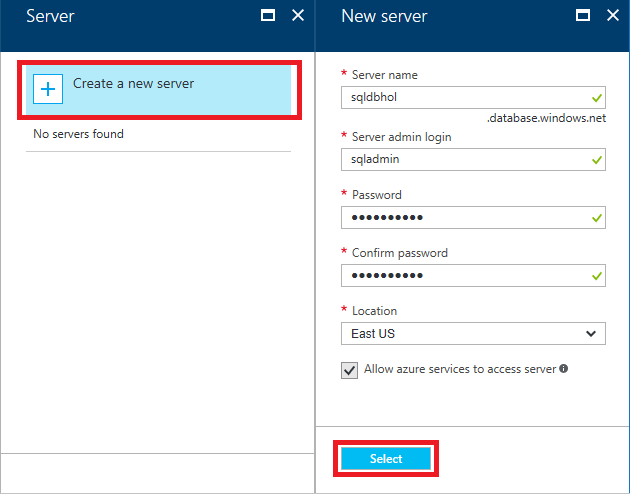 Server
Create a new server
No servers found
New server
* Server name
sqldbhol
.database.windows.net
* Server admin login
sqladmin
* Password
••••••••••
* Confirm password
••••••••••
* Location
East US
Allow azure services to access server
Select